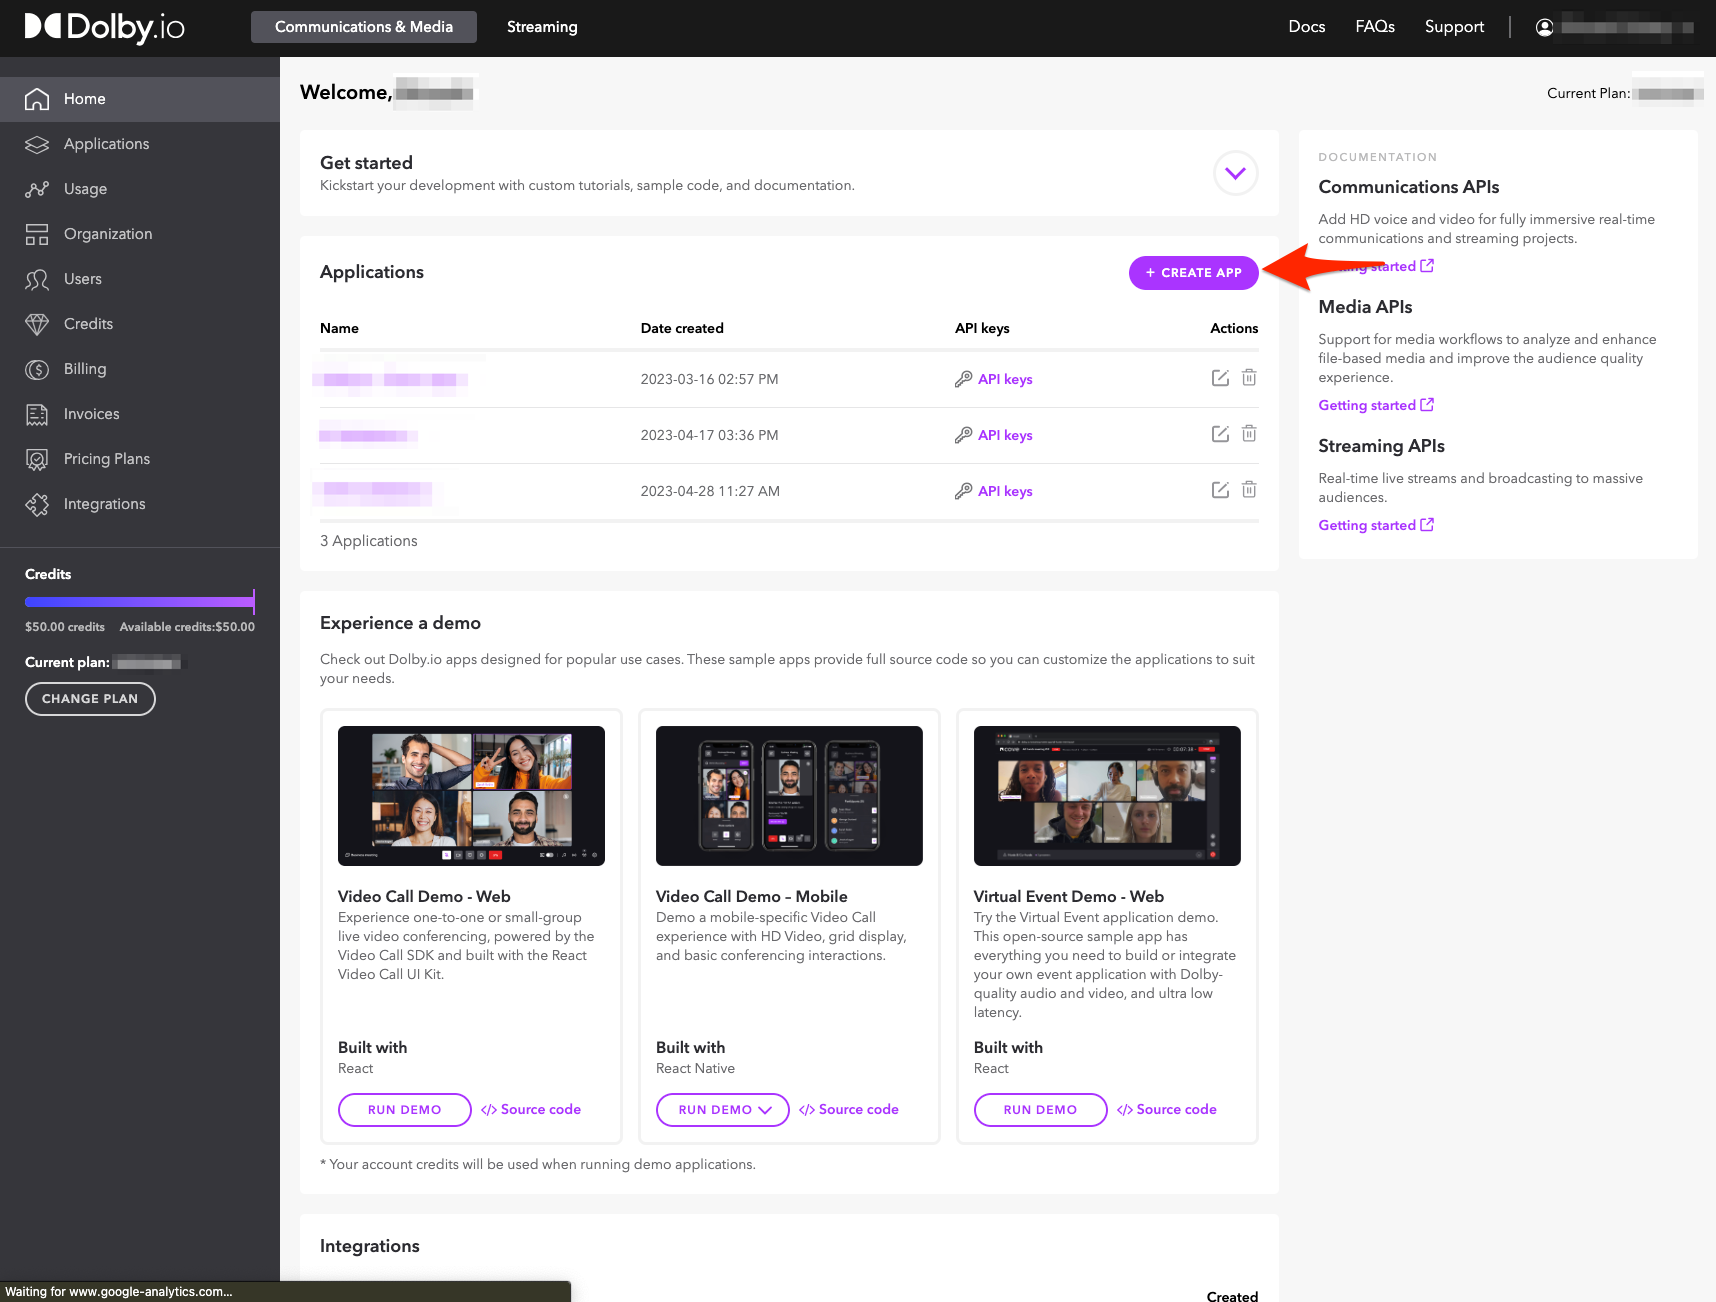 Dolby.io
Communications & Media
Streaming
Docs
FAQs
Support
Home
Applications
Usage
Organization
Users
Credits
Billing
Invoices
Pricing Plans
Integrations
Credits
$50.00 credits
Available credits:$50.00
Current plan:
CHANGE PLAN
Welcome,
Current Plan:
Get started
Kickstart your development with custom tutorials, sample code, and documentation.
Applications
+ CREATE APP
Name
Date created
API keys
Actions
2023-03-16 02:57 PM
API keys
2023-04-17 03:36 PM
API keys
2023-04-28 11:27 AM
API keys
3 Applications
DOCUMENTATION
Communications APIs
Add HD voice and video for fully immersive real-time
communications and streaming projects.
started
Media APIs
Support for media workflows to analyze and enhance
file-based media and improve the audience quality
experience.
Getting started
Streaming APIs
Real-time live streams and broadcasting to massive
audiences.
Getting started
Experience a demo
Check out Dolby.io apps designed for popular use cases. These sample apps provide full source code so you can customize the applications to suit
your needs.
Video Call Demo - Web
Experience one-to-one or small-group
live video conferencing, powered by the
Video Call SDK and built with the React
Video Call UI Kit.
Built with
React
RUN DEMO
</> Source code
Video Call Demo – Mobile
Demo a mobile-specific Video Call
experience with HD Video, grid display,
and basic conferencing interactions.
Built with
React Native
RUN DEMO
</> Source code
Virtual Event Demo - Web
Try the Virtual Event application demo.
This open-source sample app has
everything you need to build or integrate
your own event application with Dolby-
quality audio and video, and ultra low
latency.
Built with
React
RUN DEMO
</> Source code
* Your account credits will be used when running demo applications.
Integrations
Created
Waiting for www.google-analytics.com...